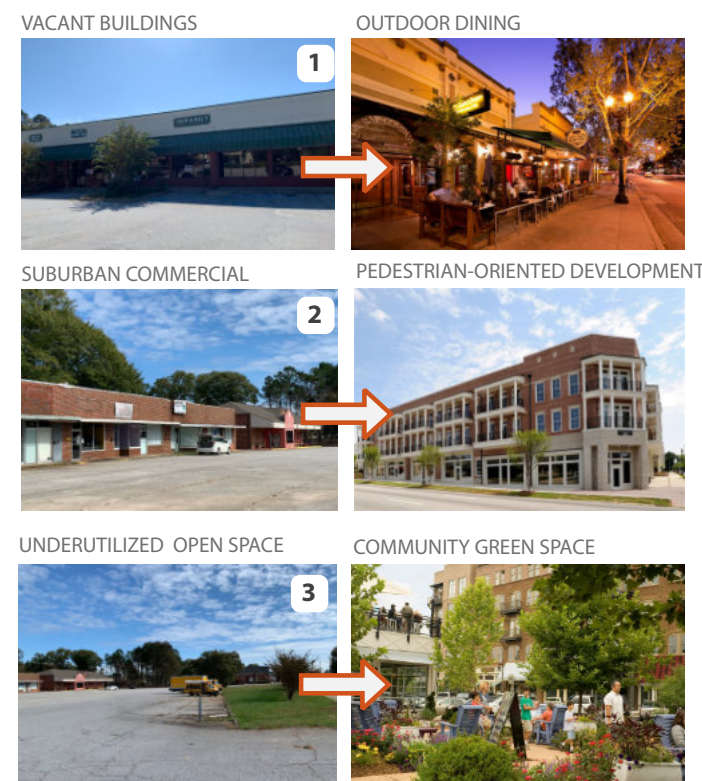 VACANT BUILDINGS
OUTDOOR DINING
1
SUBURBAN COMMERCIAL
PEDESTRIAN-ORIENTED DEVELOPMENT
2
UNDERUTILIZED OPEN SPACE
COMMUNITY GREEN SPACE
3